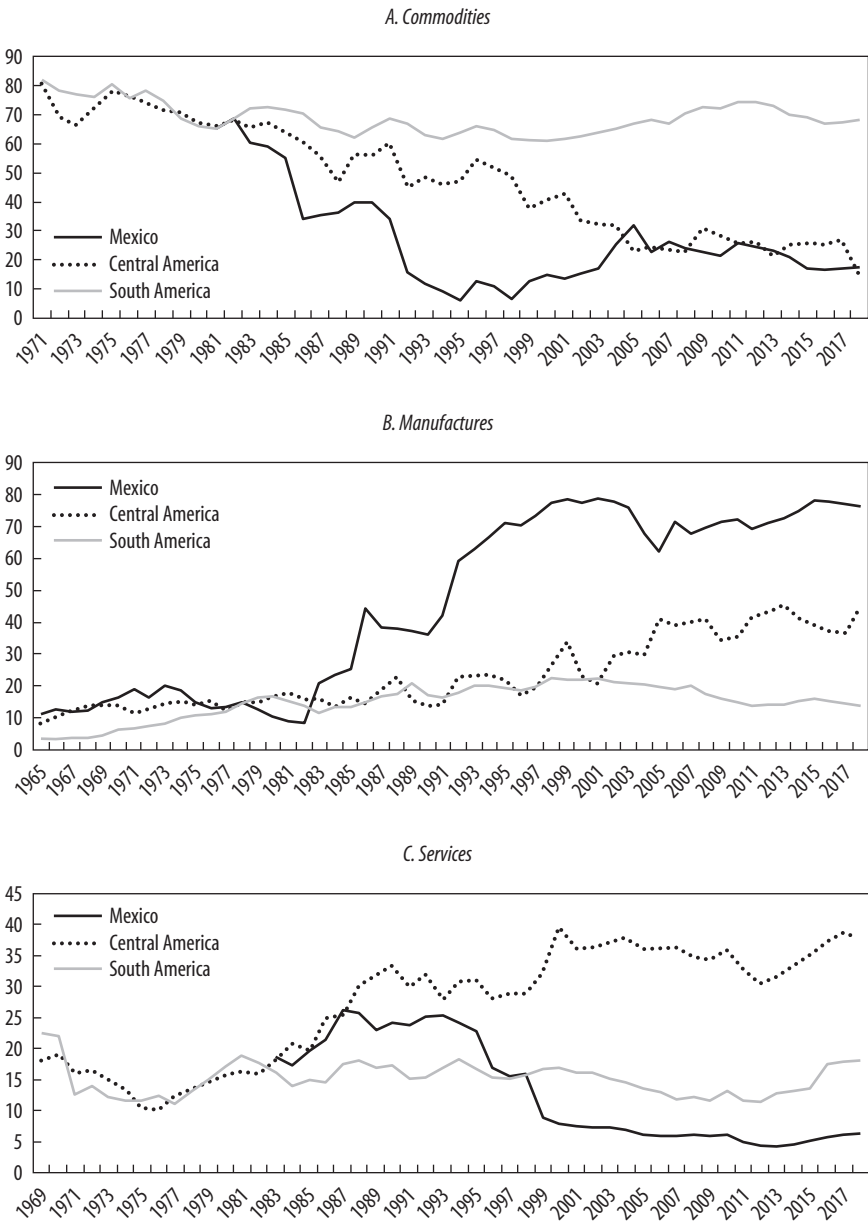 A. Commodities
90
80
70
60
50
40
30
20
10
0
Mexico
Central America
South America
1971 1973 1975 1977 1979 1981 1983 1985 1987 1989 1991 1993 1995 1997 1999 2001 2003 2005 2007 2009 2011 2013 2015 2017
B. Manufactures
90
80
70
60
50
40
30
20
10
0
Mexico
Central America
South America
1965 1967 1969 1971 1973 1975 1977 1979 1981 1983 1985 1987 1989 1991 1993 1995 1997 1999 2001 2003 2005 2007 2009 2011 2013 2015 2017
C. Services
45
40
35
30
25
20
15
10
5
0
Mexico
Central America
South America
1969 1971 1973 1975 1977 1979 1981 1983 1985 1987 1989 1991 1993 1995 1997 1999 2001 2003 2005 2007 2009 2011 2013 2015 2017